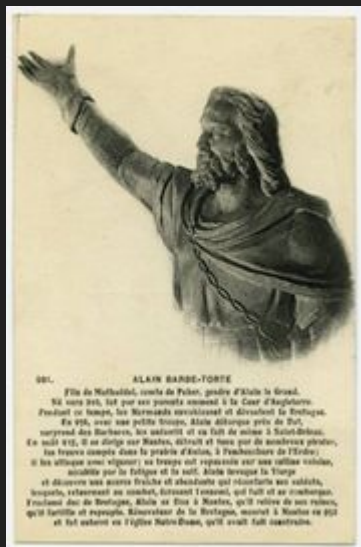 981. ALAIN BARBE-TORTE
Fils de Mathuédoï, comte de Poher, gendre d'Alain le Grand.
Né vers 910, fut par ses parents emmené à la Cour d'Angleterre.
Pendant ce temps, les Normands envahissent et dévastent la Bretagne.
En 936, avec une petite troupe, Alain débarque près de Dol,
surprend des Barbares, les anéantit et en fait de même à Saint-Brieuc.
En août 937, il se dirige sur Nantes, détruit et tue par de nombreux pirates,
les trouve campés dans la prairie d'Aniane, à l'embouchure de l'Erdre;
il les attaque avec vigueur; sa troupe est repoussée sur une colline voisine,
accablée par la fatigue et la soif. Alain invoque la Vierge
et découvre une source fraîche et abondante qui réconforte ses soldats,
lesquels, retournant au combat, écrasent l'ennemi, qui fuit et se rembarque.
Proclamé duc de Bretagne, Alain se fixe à Nantes, qu'il relève de ses ruines,
qu'il fortifie et repeuple. Rénovateur de la Bretagne, mourut à Nantes en 952
et fut enterré en l'église Notre-Dame, qu'il avait fait construire.